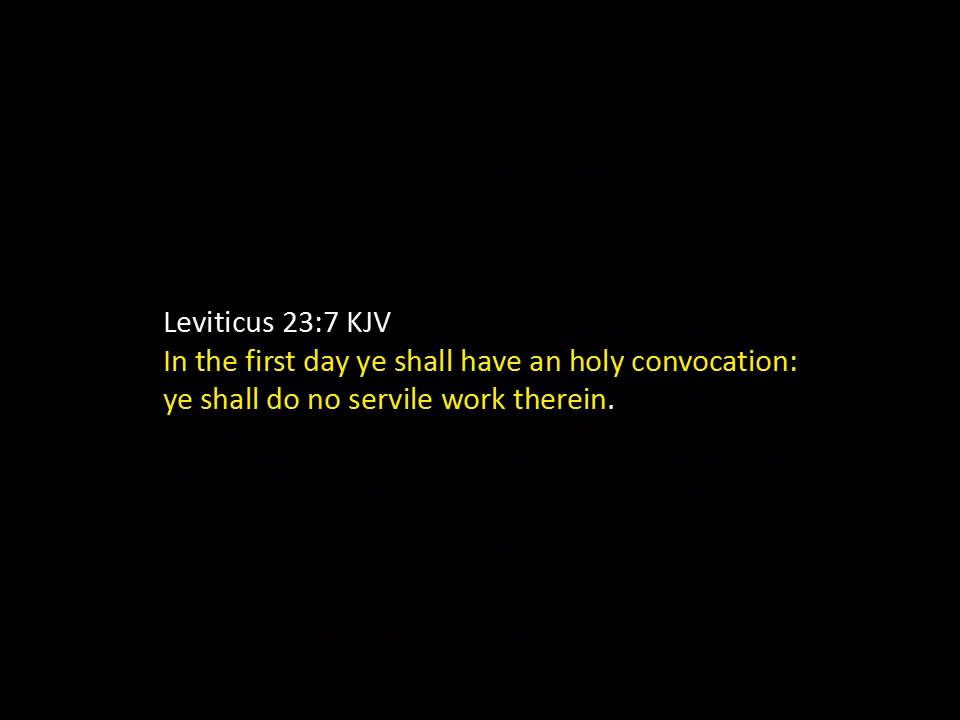 Leviticus 23:7 KJV
In the first day ye shall have an holy convocation:
ye shall do no servile work therein.